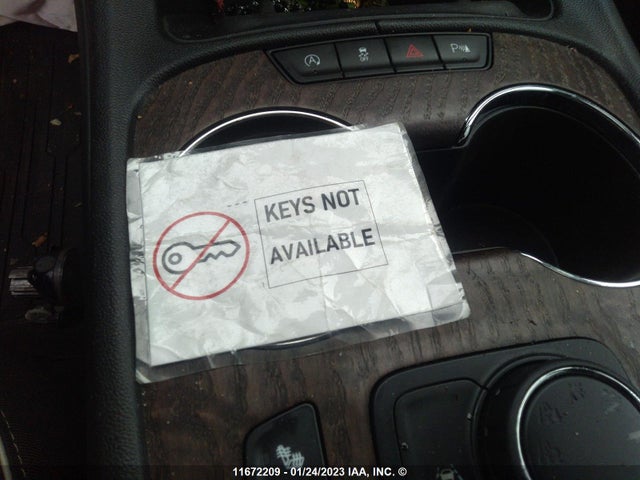 KEYS NOT
AVAILABLE
11672209 - 01/24/2023 IAA, INC. ©